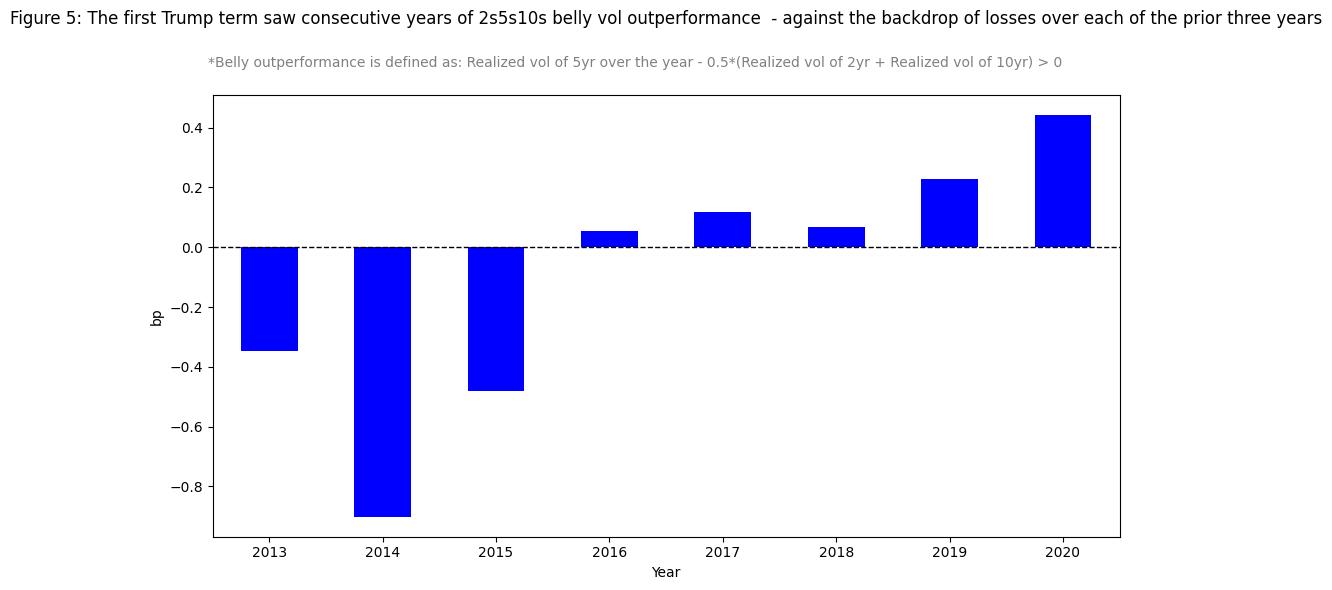 Figure 5: The first Trump term saw consecutive years of 2s5s10s belly vol outperformance  - against the backdrop of losses over each of the prior three years
*Belly outperformance is defined as: Realized vol of 5yr over the year - 0.5*(Realized vol of 2yr + Realized vol of 10yr) > 0
0.4
0.2
0.0
−0.2
−0.4
−0.6
−0.8
bp
2013 2014 2015 2016 2017 2018 2019 2020
Year